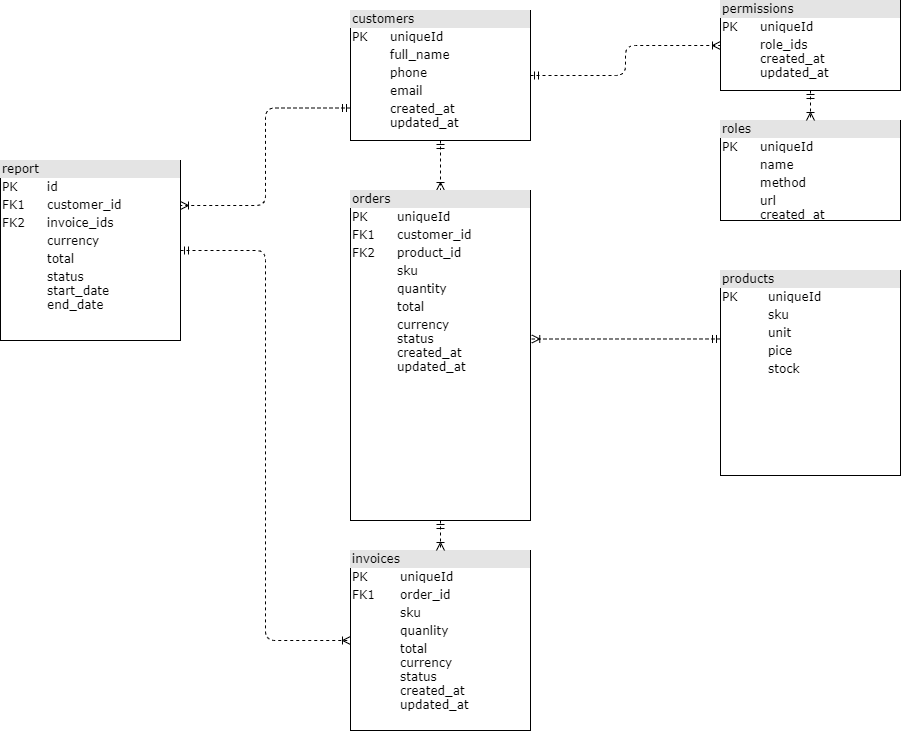 customers
PK uniqueId
full_name
phone
email
created_at
updated_at
permissions
PK uniqueId
role_ids
created_at
updated_at
roles
PK uniqueId
name
method
url
created_at
report
PK id
FK1 customer_id
FK2 invoice_ids
currency
total
status
start_date
end_date
orders
PK uniqueId
FK1 customer_id
FK2 product_id
sku
quantity
total
currency
status
created_at
updated_at
products
PK uniqueId
sku
unit
pice
stock
invoices
PK uniqueId
FK1 order_id
sku
quanlity
total
currency
status
created_at
updated_at